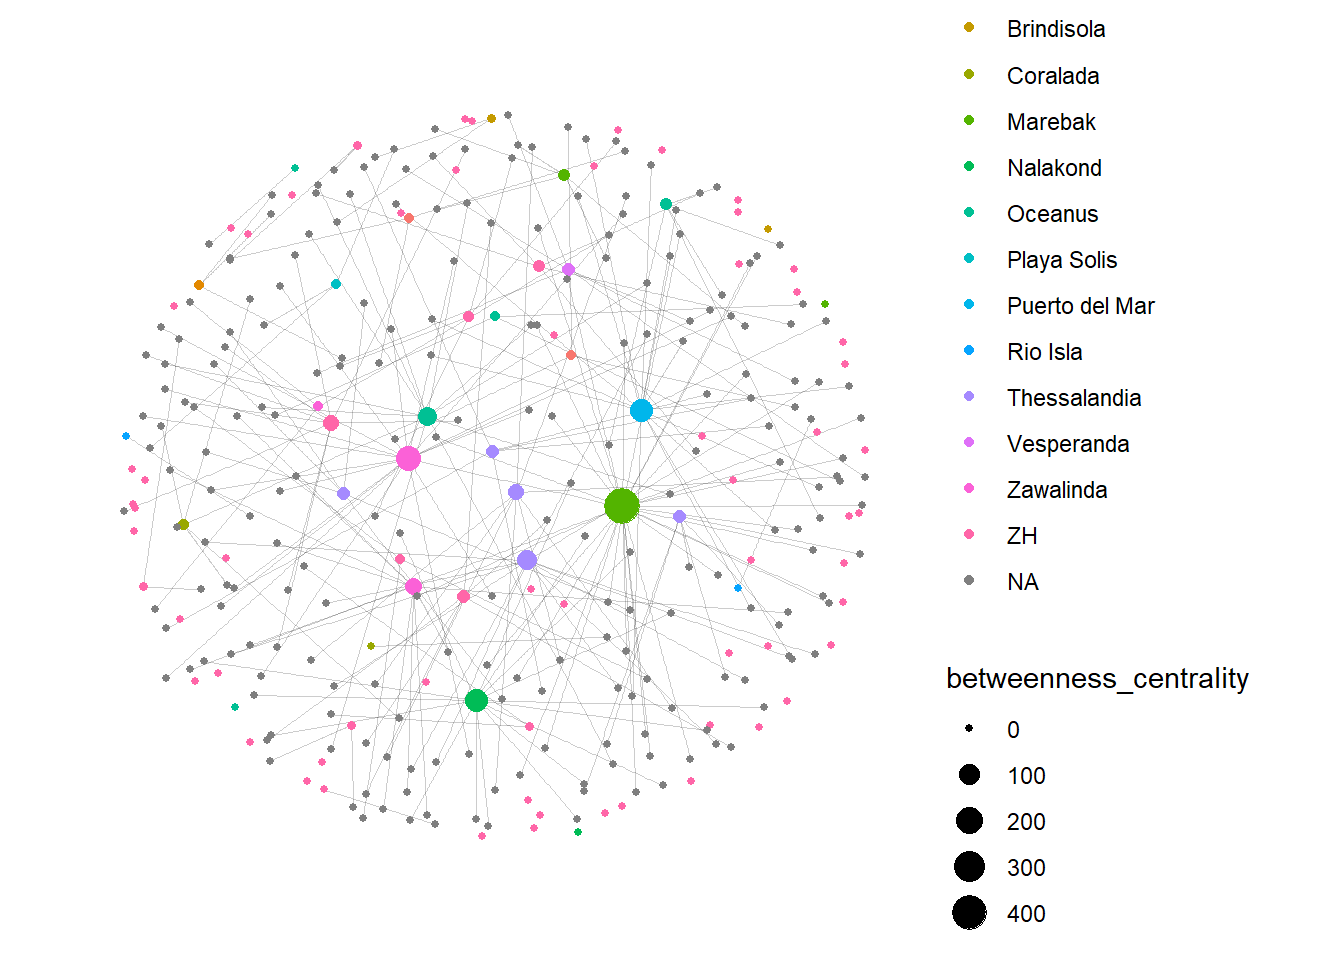 Brindisola
Coralada
Marebak
Nalakond
Oceanus
Playa Solis
Puerto del Mar
Rio Isla
Thessalandia
Vesperanda
Zawalinda
ZH
NA
betweenness_centrality
0
100
200
300
400